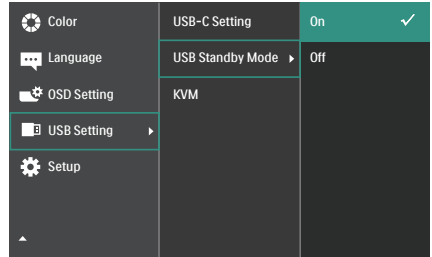 Color
Language
OSD Setting
USB Setting
Setup
USB-C Setting
USB Standby Mode
KVM
On
Off